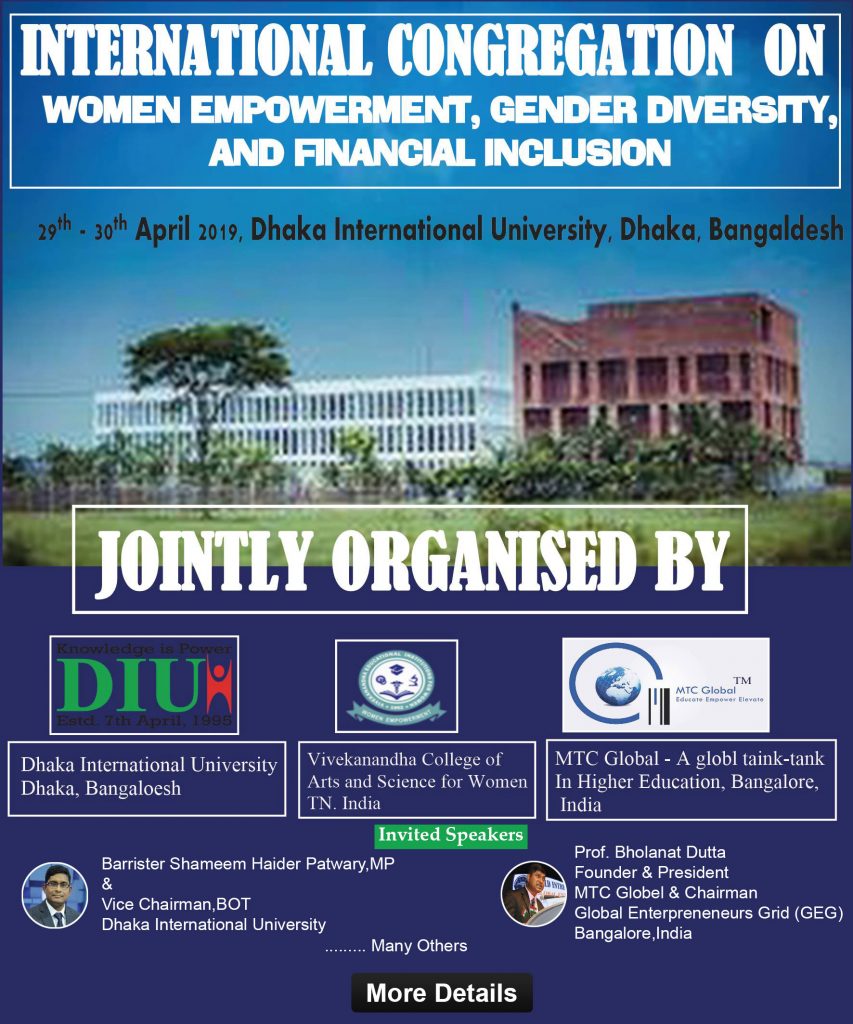 INTERNATIONAL CONGREGATION ON
WOMEN EMPOWERMENT, GENDER DIVERSITY,
AND FINANCIAL INCLUSION
29th - 30th April 2019, Dhaka International University, Dhaka, Bangaldesh
JOINTLY ORGANISED BY
Knowledge is Power
DIU
Estd. 7th April, 1995
WOMEN EMPOWERMENT
MTC Global
TM
Educate Empower Elevate
Dhaka International University
Dhaka, Bangaloesh
Vivekanandha College of
Arts and Science for Women
TN. India
MTC Global - A globl taink-tank
In Higher Education, Bangalore,
India
Invited Speakers
Barrister Shameem Haider Patwary,MP
&
Vice Chairman,BOT
Dhaka International University
Prof. Bholanat Dutta
Founder & President
MTC Globel & Chairman
Global Enterpreneneurs Grid (GEG)
Bangalore,India
......... Many Others
More Details